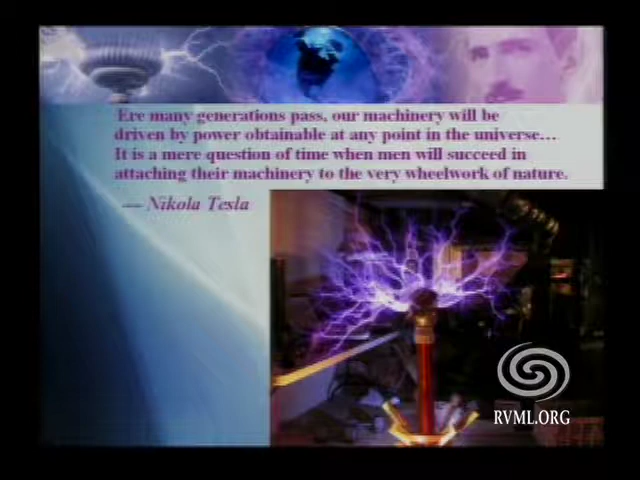 Ere many generations pass, our machinery will be
driven by power obtainable at any point in the universe…
It is a mere question of time when men will succeed in
attaching their machinery to the very wheelwork of nature.
— Nikola Tesla
RVML.ORG